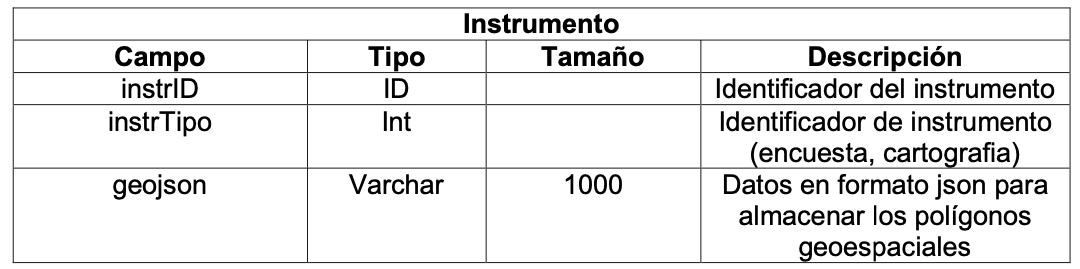 Instrumento
Campo Tipo Tamaño Descripción
instrID ID Identificador del instrumento
instrTipo Int Identificador de instrumento
(encuesta, cartografia)
geojson Varchar 1000 Datos en formato json para
almacenar los polígonos
geoespaciales